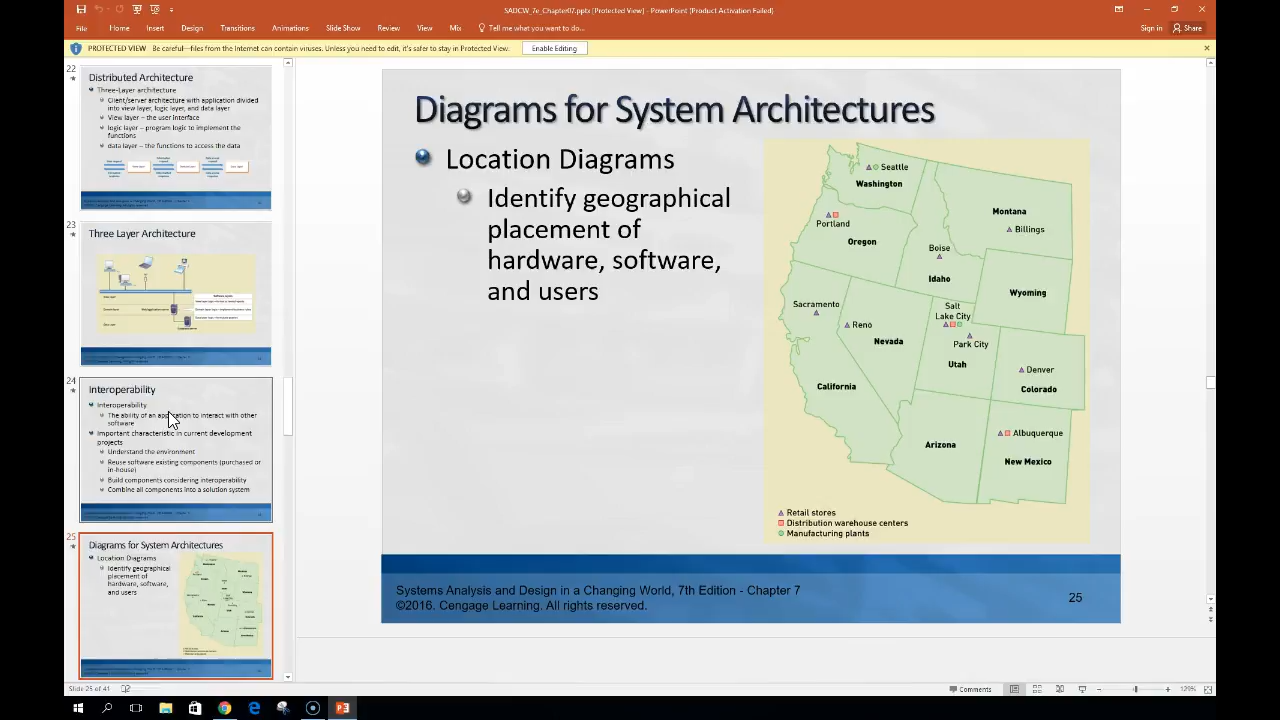 SADCW_7e_Chapter07.pptx [Protected View] - PowerPoint (Product Activation Failed)
File Home Insert Design Transitions Animations Slide Show Review View Mix Tell me what you want to do... Sign in Share
PROTECTED VIEW Be careful—files from the Internet can contain viruses. Unless you need to edit, it's safer to stay in Protected View. Enable Editing
22
Distributed Architecture
Three-Layer architecture
Client/server architecture with application divided
into view layer, logic layer, and data layer
View layer – the user interface
logic layer – program logic to implement the
functions
data layer – the functions to access the data
23
Three Layer Architecture
24
Interoperability
Interoperability
The ability of an application to interact with other
software
Important characteristic in current development
projects
Understand the environment
Reuse software existing components (purchased or
in-house)
Build components considering interoperability
Combine all components into a solution system
25
Diagrams for System Architectures
Location Diagrams
Identify geographical
placement of
hardware, software,
and users
Diagrams for System Architectures
Location Diagrams
Identify geographical
placement of
hardware, software,
and users
Seattle
Washington
Montana
Billings
Portland
Oregon
Boise
Idaho
Wyoming
Sacramento
Salt
Lake City
Reno
Nevada
Park City
Utah
Denver
Colorado
California
Albuquerque
Arizona
New Mexico
Retail stores
Distribution warehouse centers
Manufacturing plants
Systems Analysis and Design in a Changing World, 7th Edition - Chapter 7
©2016. Cengage Learning. All rights reserved.
25
Slide 25 of 41
Comments
129%